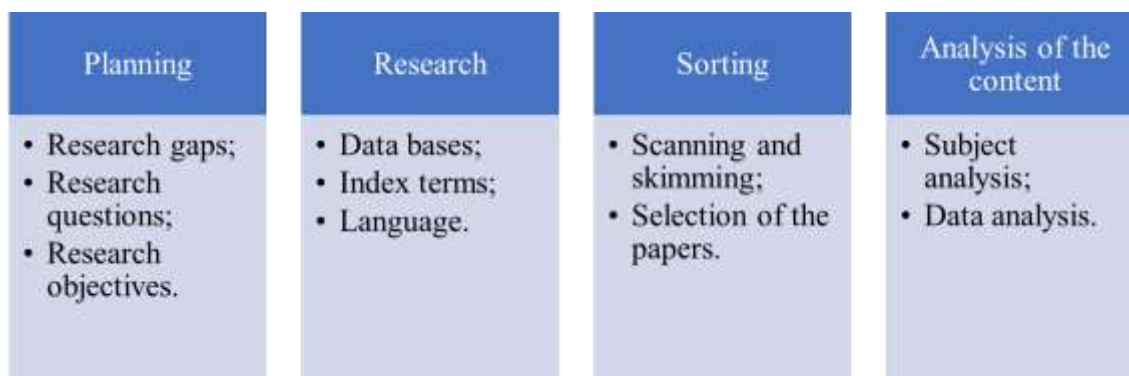 Planning
• Research gaps;
• Research
questions;
• Research
objectives.
Research
• Data bases;
• Index terms;
• Language.
Sorting
• Scanning and
skimming;
• Selection of the
papers.
Analysis of the
content
• Subject
analysis;
• Data analysis.